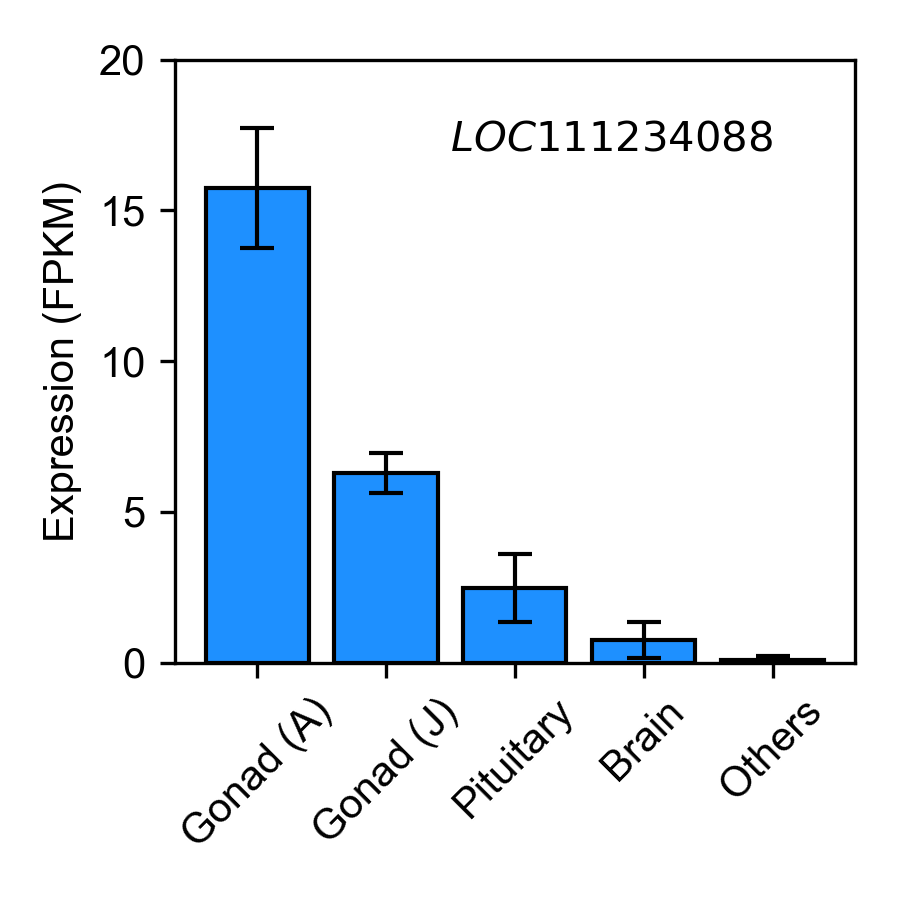 20
LOC111234088
15
10
5
0
Expression (FPKM)
Gonad (A)
Gonad (J)
Pituitary
Brain
Others